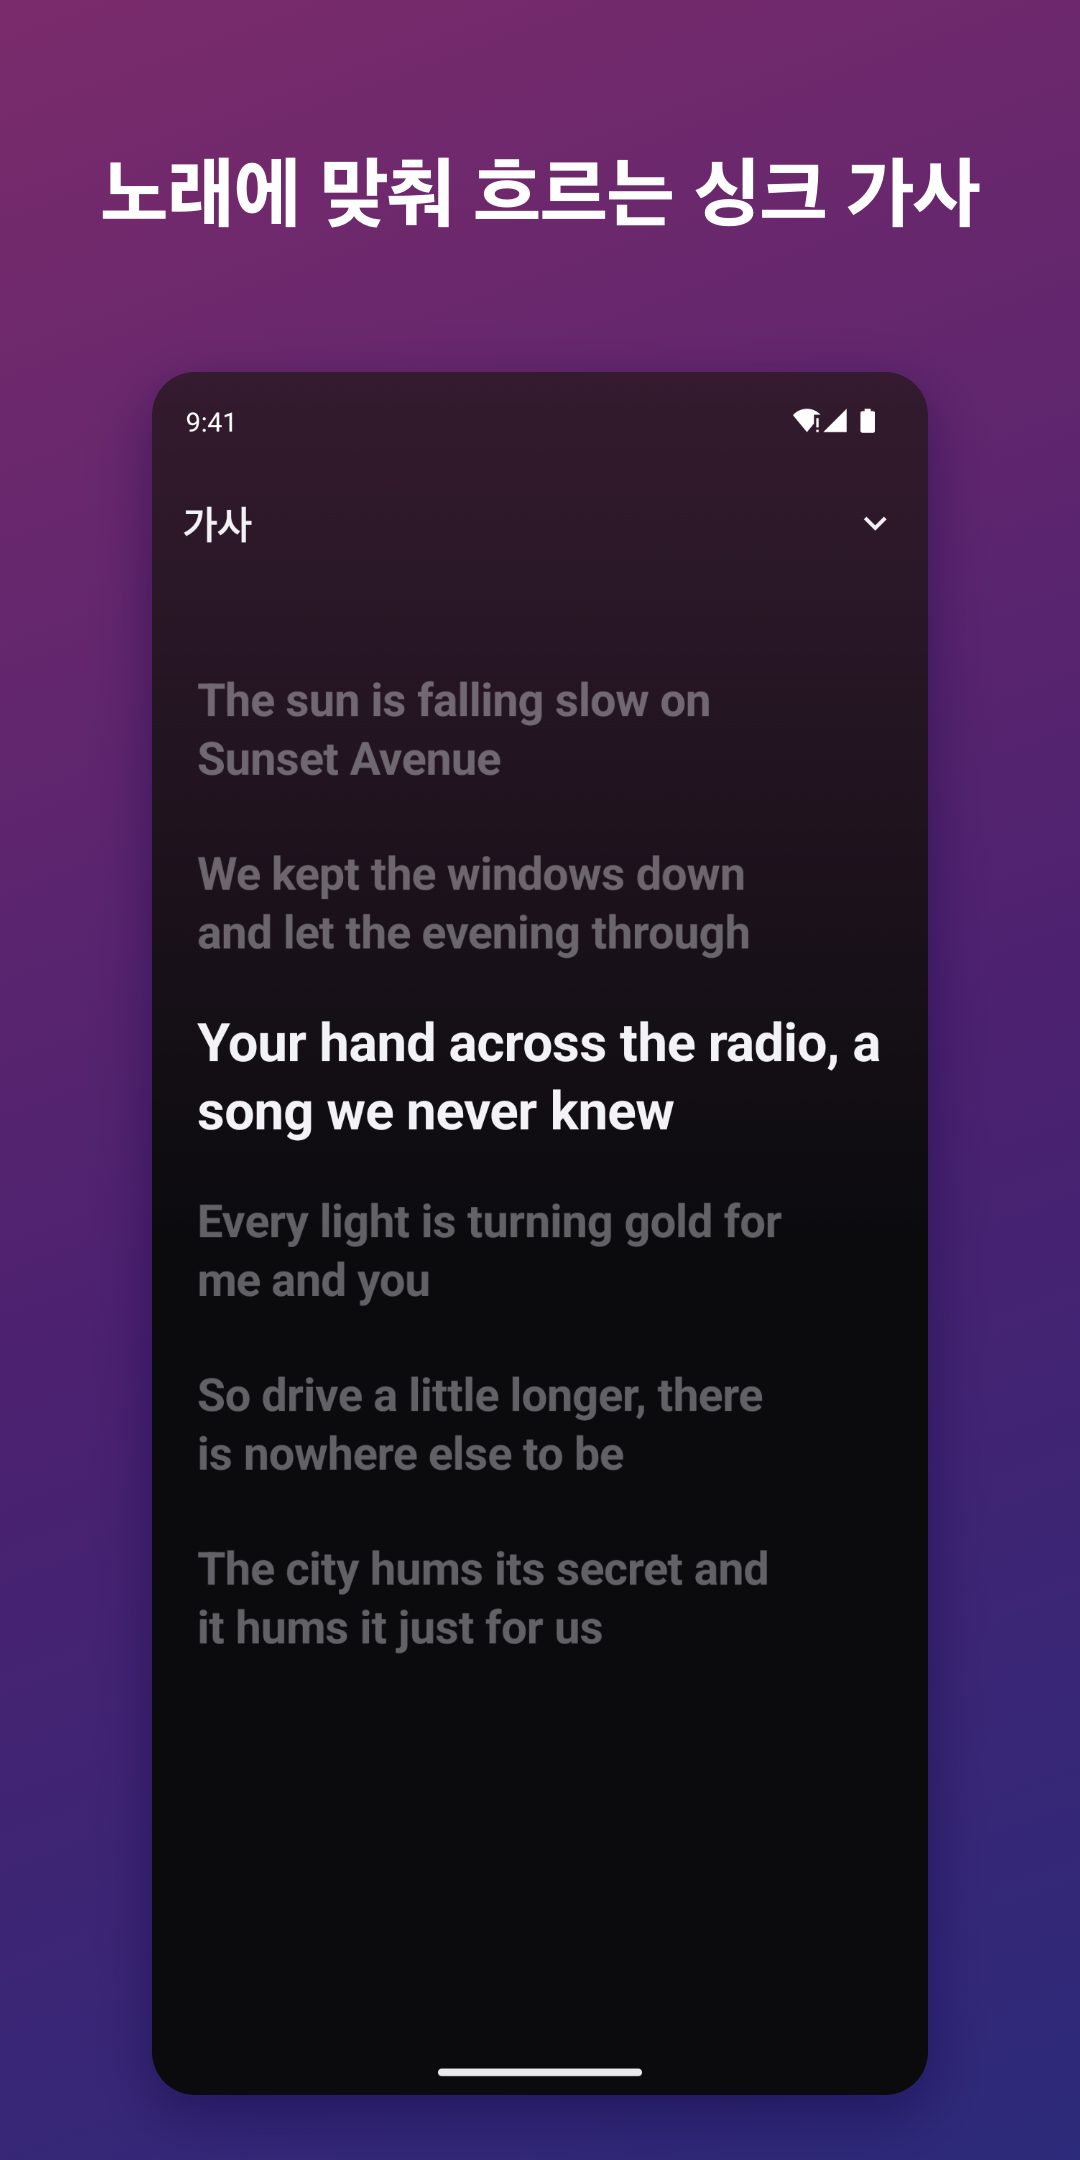 노래에 맞춰 흐르는 싱크 가사
9:41
가사
The sun is falling slow on
Sunset Avenue
We kept the windows down
and let the evening through
Your hand across the radio, a
song we never knew
Every light is turning gold for
me and you
So drive a little longer, there
is nowhere else to be
The city hums its secret and
it hums it just for us